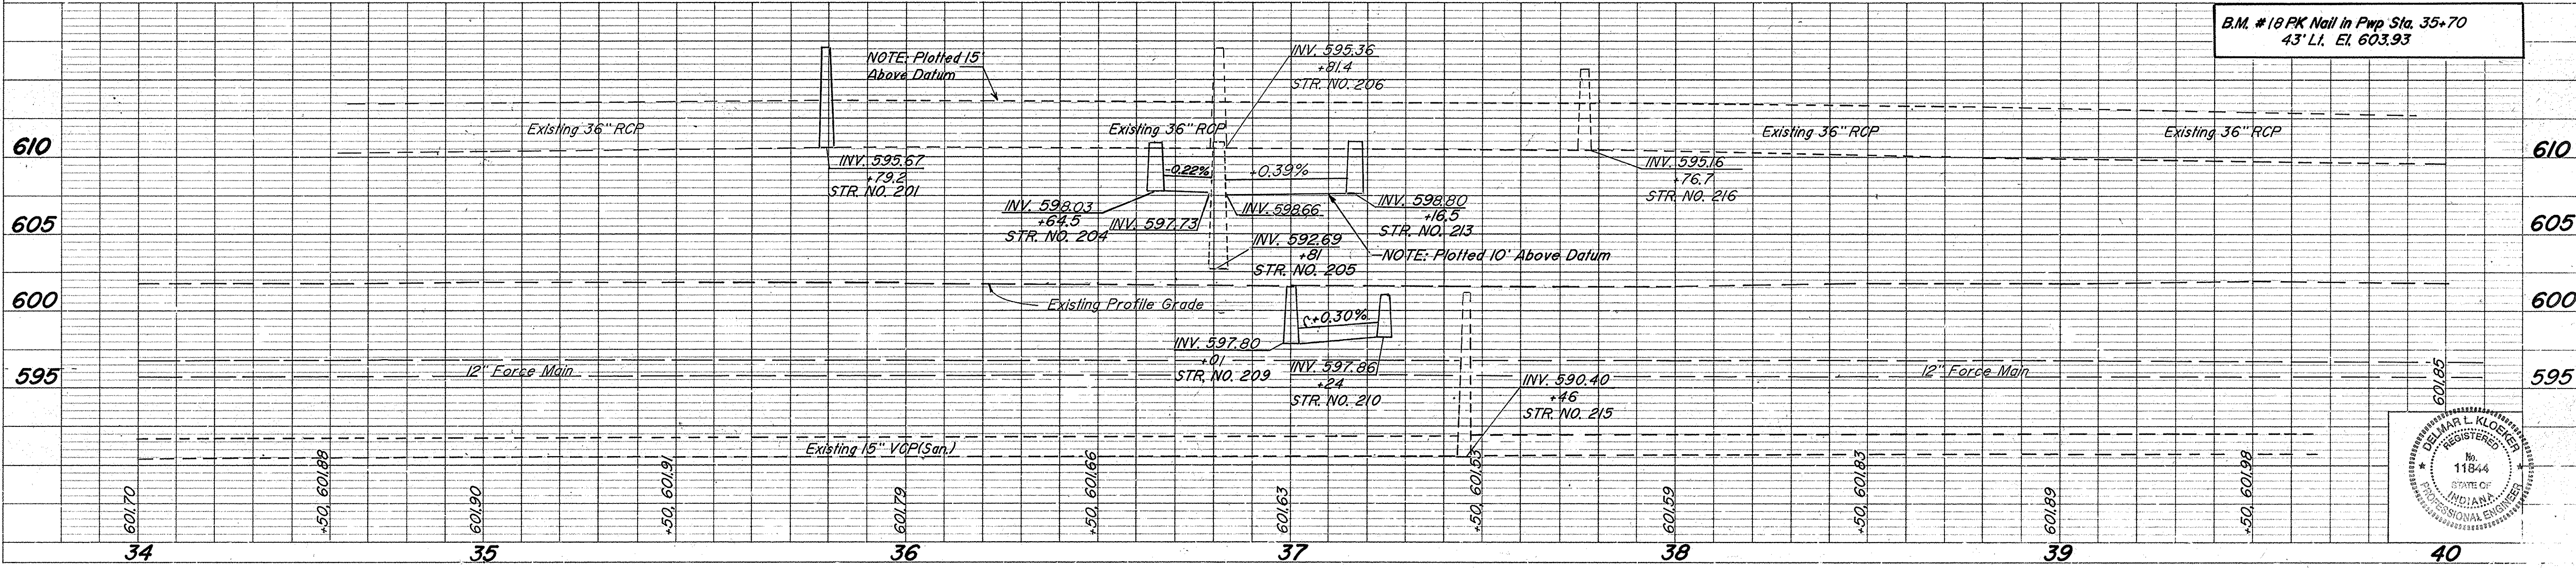 B.M. #18 PK Nail in Pwp Sta. 35+70
43' Lt. El. 603.93
NOTE: Plotted 15'
Above Datum
INV. 595.36
+81.4
STR. NO. 206
Existing 36" RCP
Existing 36" RCP
Existing 36" RCP
Existing 36" RCP
610
610
INV. 595.67
+79.2
STR. NO. 201
-0.22%
+0.39%
INV. 595.16
+76.7
STR. NO. 216
INV. 598.03
+64.5
STR. NO. 204
INV. 597.73
INV. 598.66
INV. 598.80
+16.5
STR. NO. 213
605
605
INV. 592.69
+81
STR. NO. 205
NOTE: Plotted 10' Above Datum
600
600
Existing Profile Grade
+0.30%
INV. 597.80
+01
STR. NO. 209
INV. 597.86
+24
STR. NO. 210
595
595
12" Force Main
12" Force Main
INV. 590.40
+46
STR. NO. 215
Existing 15" VCP(San.)
601.70
+50, 601.88
601.90
+50, 601.91
601.79
+50, 601.66
601.63
+50, 601.53
601.59
+50, 601.83
601.89
+50, 601.98
601.85
DELMAR L. KLOEKER
REGISTERED
No.
11844
STATE OF
INDIANA
PROFESSIONAL ENGINEER
34 35 36 37 38 39 40